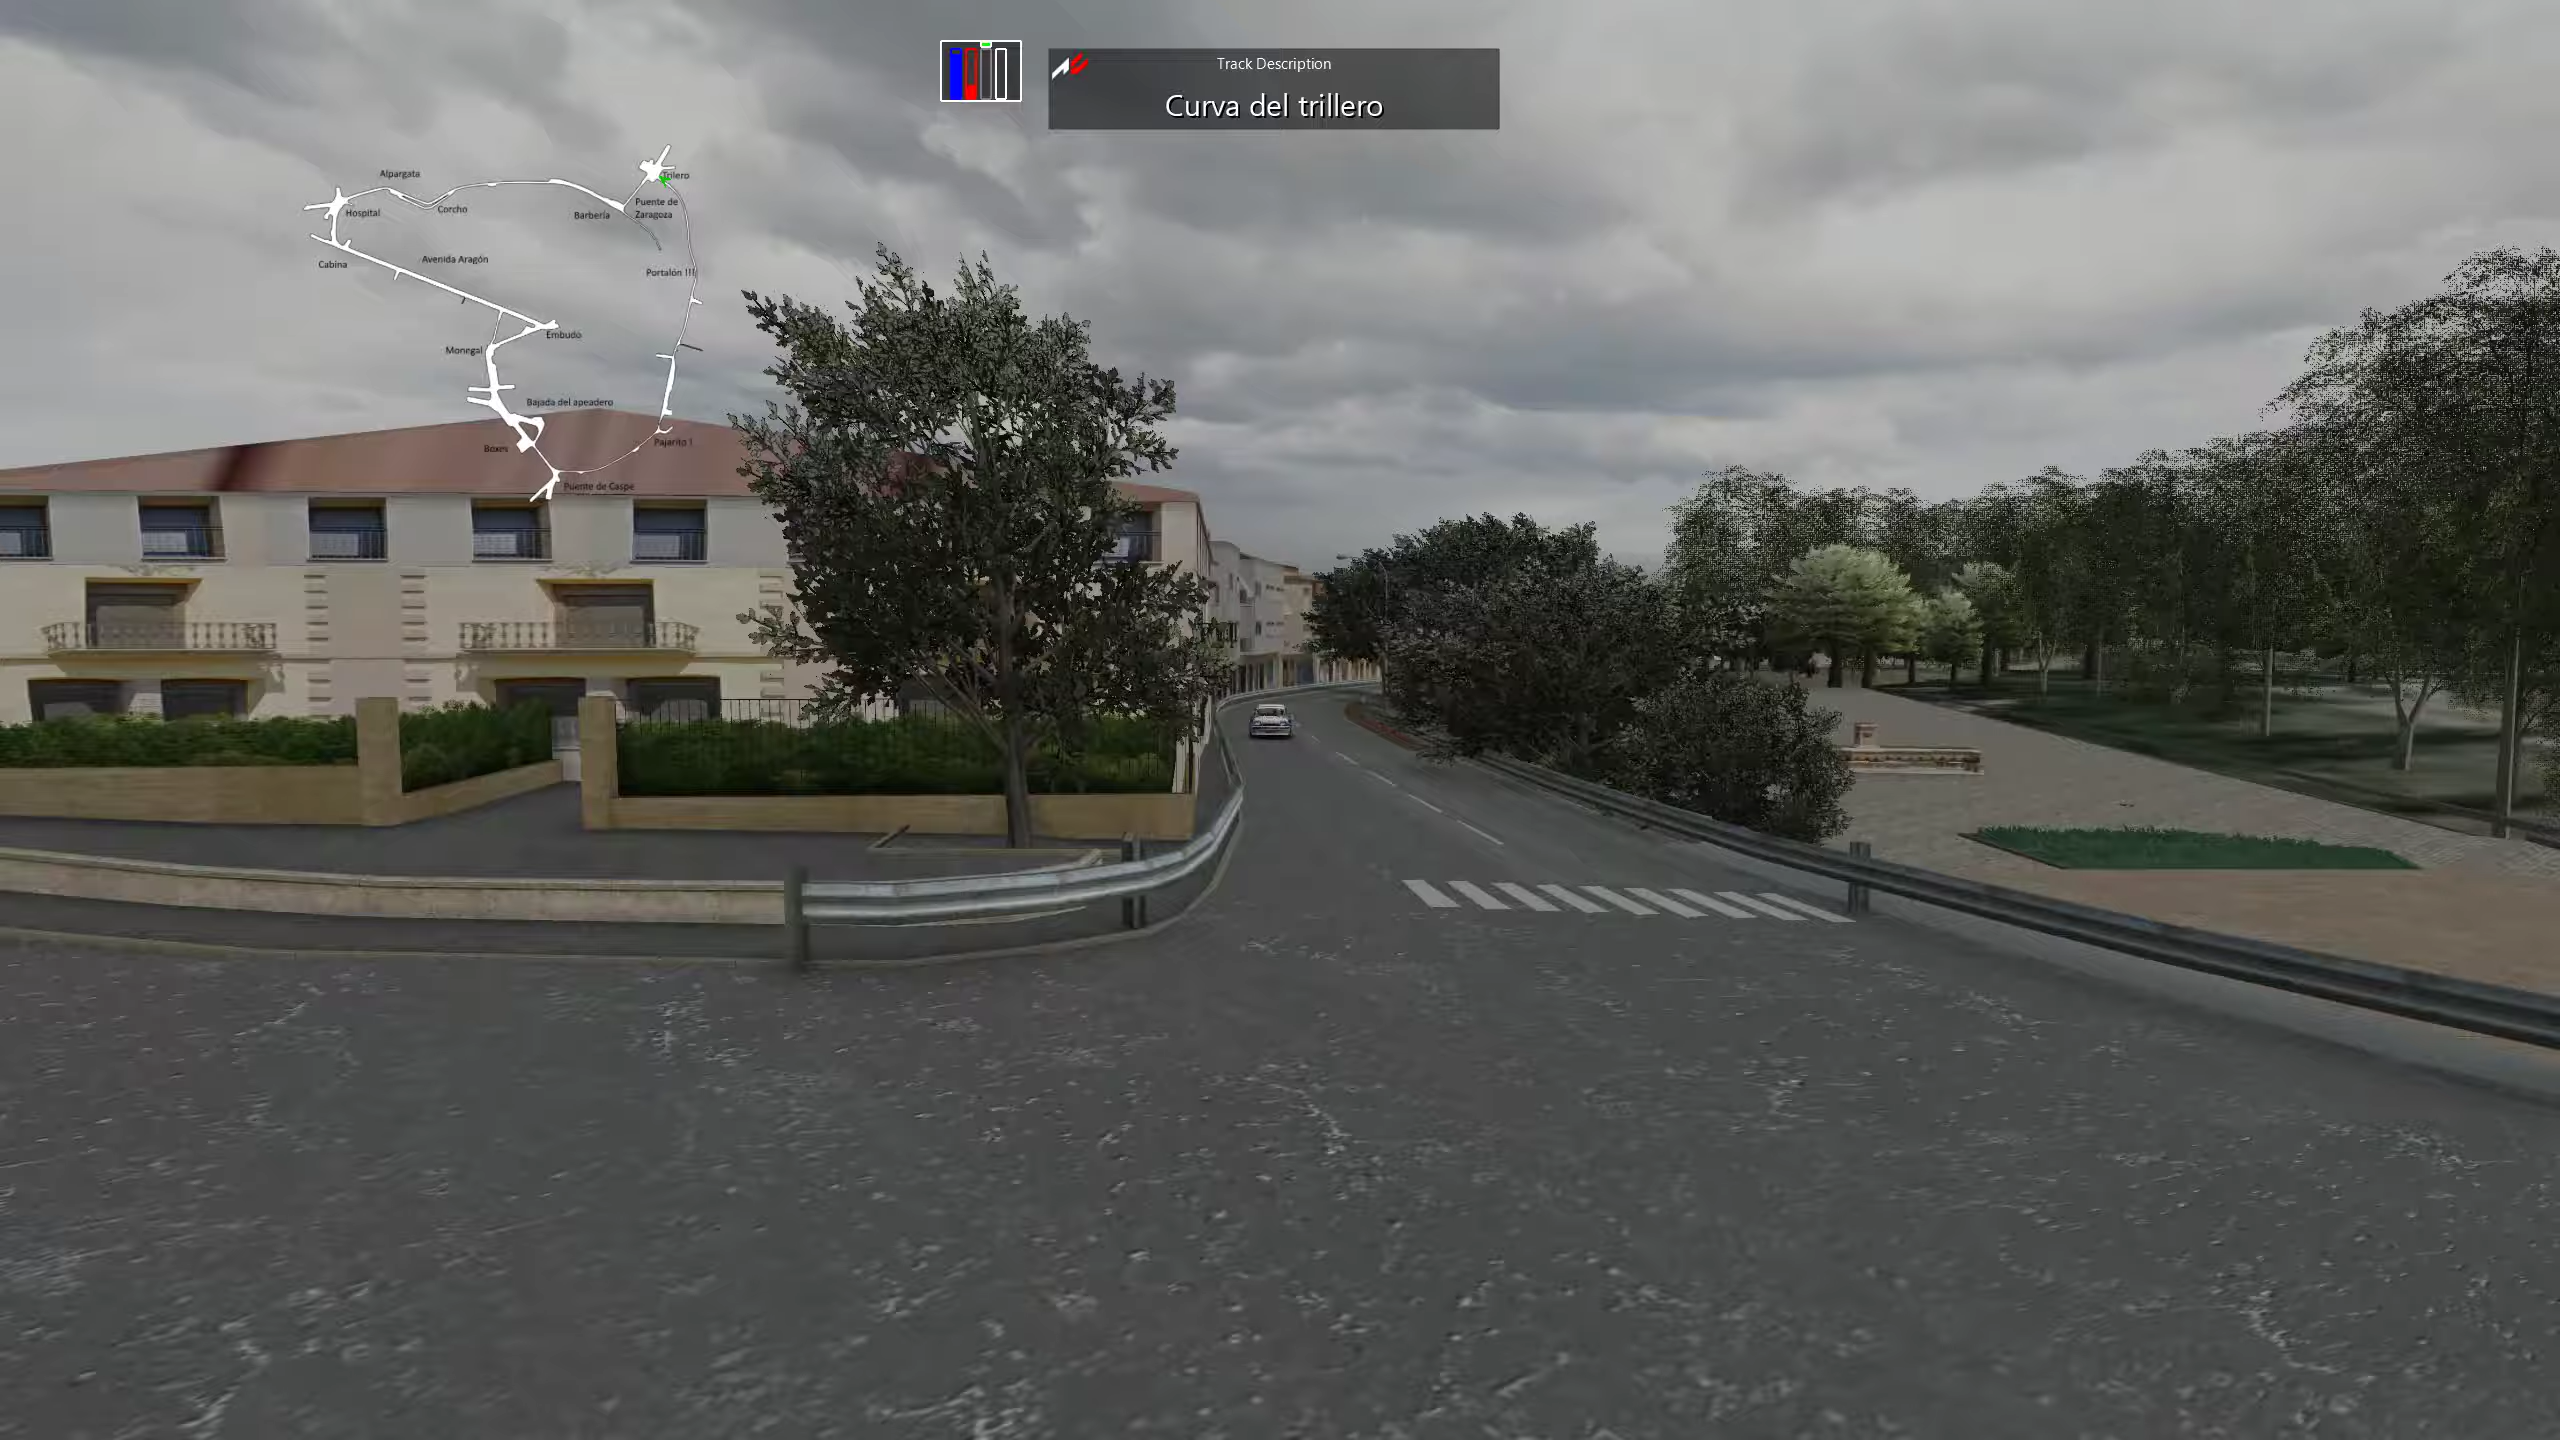 Track Description
Curva del trillero
Alpargata
Trilero
Hospital
Corcho
Barbería
Puente de
Zaragoza
Cabina
Avenida Aragón
Portalón !!!
Embudo
Monegal
Bajada del apeadero
Boxes
Pajarito !
Puente de Caspe